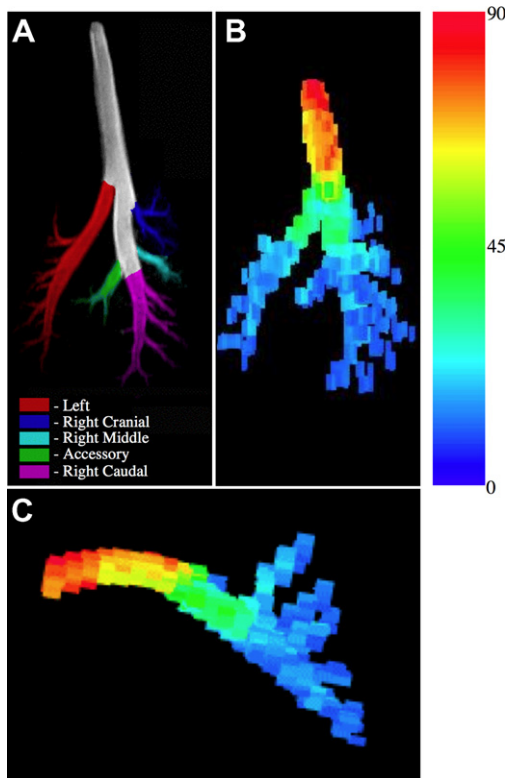 A
B
90
45
0
- Left
- Right Cranial
- Right Middle
- Accessory
- Right Caudal
C